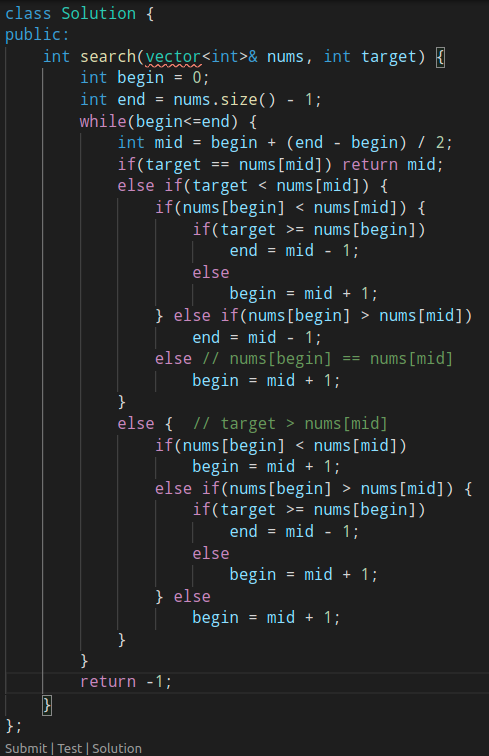 class Solution {
public:
    int search(vector<int>& nums, int target) {
        int begin = 0;
        int end = nums.size() - 1;
        while(begin<=end) {
            int mid = begin + (end - begin) / 2;
            if(target == nums[mid]) return mid;
            else if(target < nums[mid]) {
                if(nums[begin] < nums[mid]) {
                    if(target >= nums[begin])
                        end = mid - 1;
                    else
                        begin = mid + 1;
                } else if(nums[begin] > nums[mid])
                    end = mid - 1;
                else // nums[begin] == nums[mid]
                    begin = mid + 1;
            }
            else {  // target > nums[mid]
                if(nums[begin] < nums[mid])
                    begin = mid + 1;
                else if(nums[begin] > nums[mid]) {
                    if(target >= nums[begin])
                        end = mid - 1;
                    else
                        begin = mid + 1;
                } else
                    begin = mid + 1;
            }
        }
        return -1;
    }
};
Submit | Test | Solution